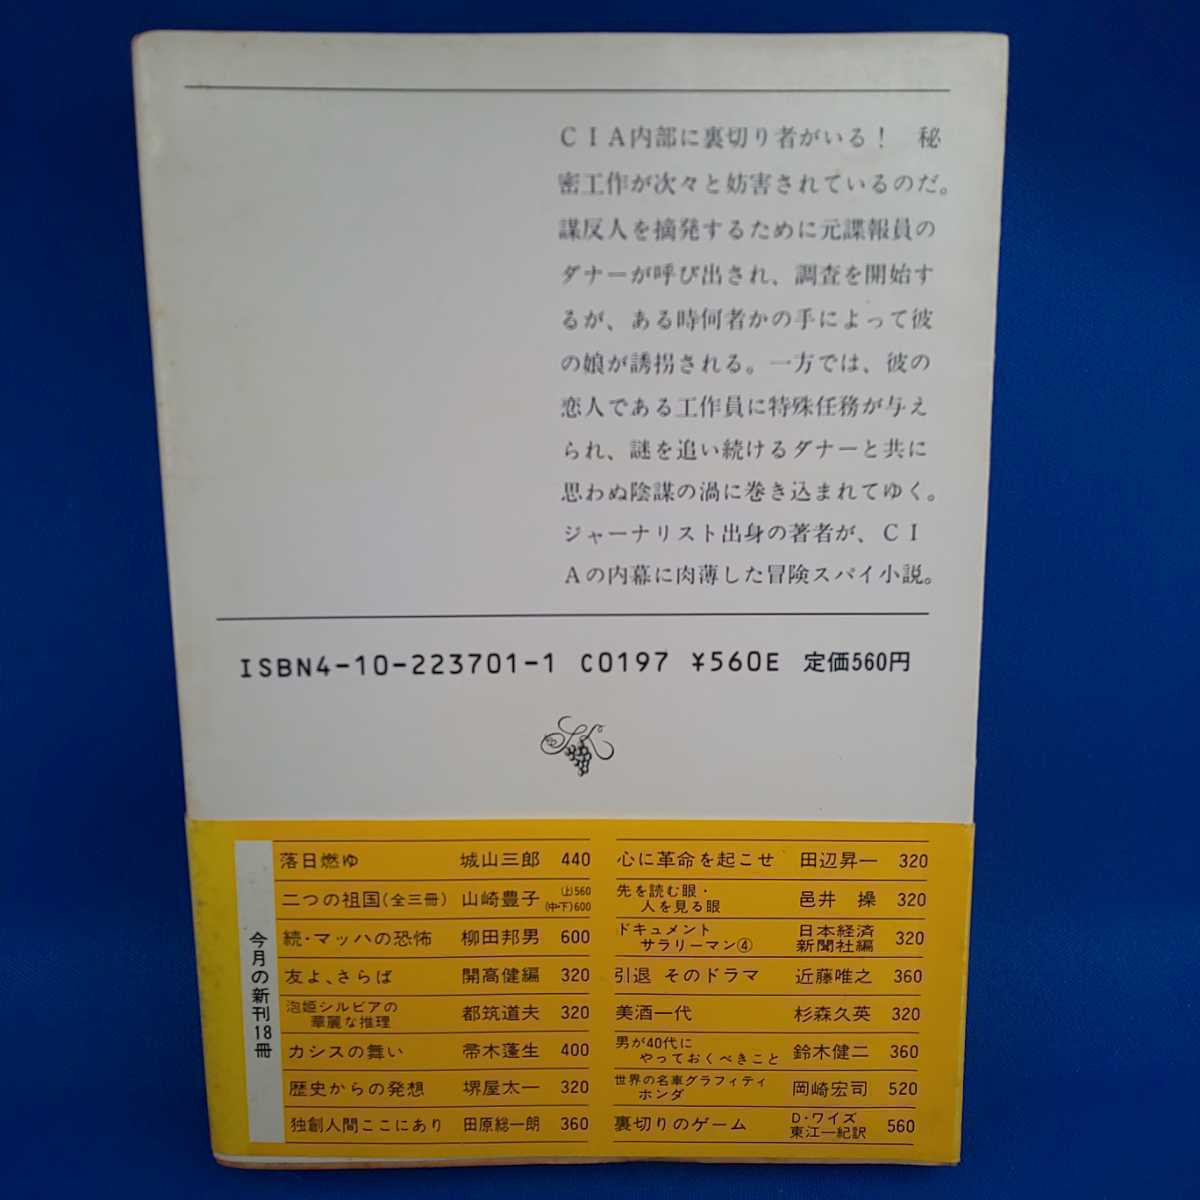 CIA内部に裏切り者がいる！　秘
密工作が次々と妨害されているのだ。
謀反人を摘発するために元諜報員の
ダナーが呼び出され、調査を開始す
るが、ある時何者かの手によって彼
の娘が誘拐される。一方では、彼の
恋人である工作員に特殊任務が与え
られ、謎を追い続けるダナーと共に
思わぬ陰謀の渦に巻き込まれてゆく。
ジャーナリスト出身の著者が、CI
Aの内幕に肉薄した冒険スパイ小説。
ISBN4-10-223701-1 C0197 ¥560E 定価560円
今月の新刊18冊
落日燃ゆ 城山三郎 440
二つの祖国(全三冊) 山崎豊子 (上)560
(中下)600
続・マッハの恐怖 柳田邦男 600
友よ、さらば 開高健編 320
泡姫シルビアの
華麗な推理 都筑道夫 320
カシスの舞い 帚木蓬生 400
歴史からの発想 堺屋太一 320
独創人間ここにあり 田原総一朗 360
心に革命を起こせ 田辺昇一 320
先を読む眼・
人を見る眼 邑井 操 320
ドキュメント
サラリーマン④ 日本経済
新聞社編 320
引退 そのドラマ 近藤唯之 360
美酒一代 杉森久英 320
男が40代に
やっておくべきこと 鈴木健二 360
世界の名車グラフィティ
ホンダ 岡崎宏司 520
裏切りのゲーム D・ワイズ
東江一紀訳 560